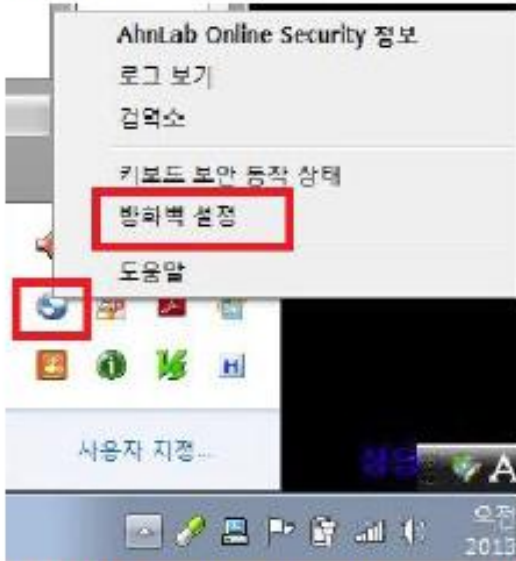 AhnLab Online Security 정보
로그 보기
검역소
키보드 보안 동작 상태
방화벽 설정
도움말
사용자 지정...
A
오전
2013